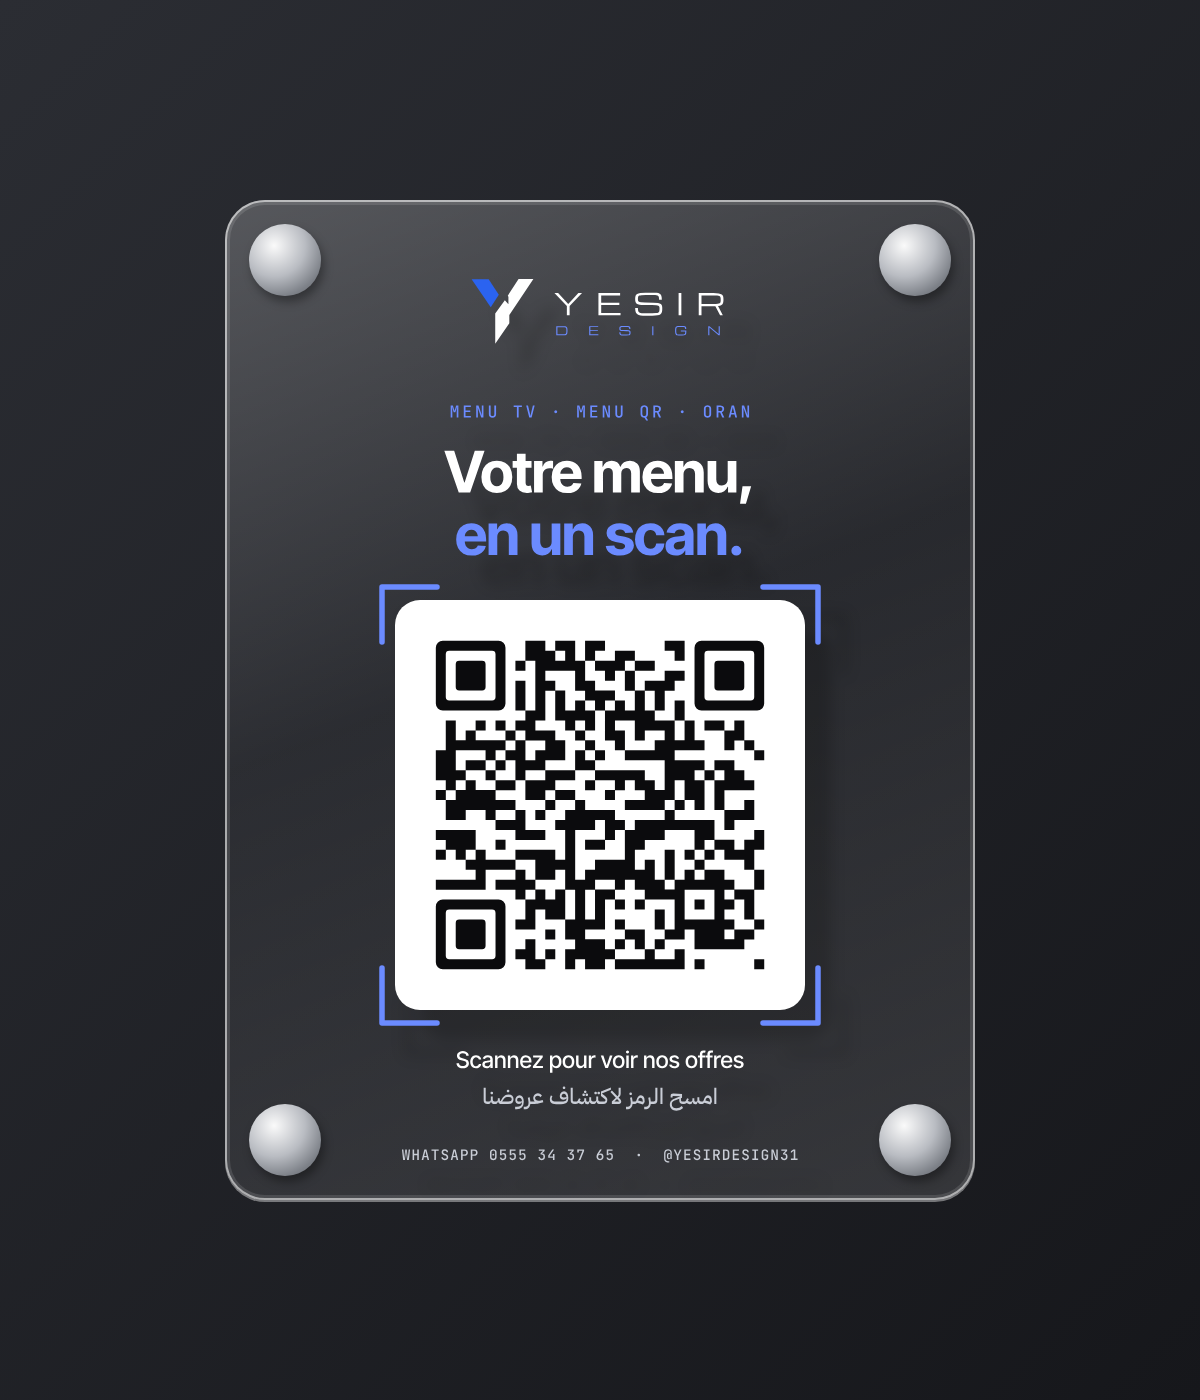 YESIR
DESIGN
MENU TV · MENU QR · ORAN
Votre menu,
en un scan.
Scannez pour voir nos offres
امسح الرمز لاكتشاف عروضنا
WHATSAPP 0555 34 37 65 · @YESIRDESIGN31